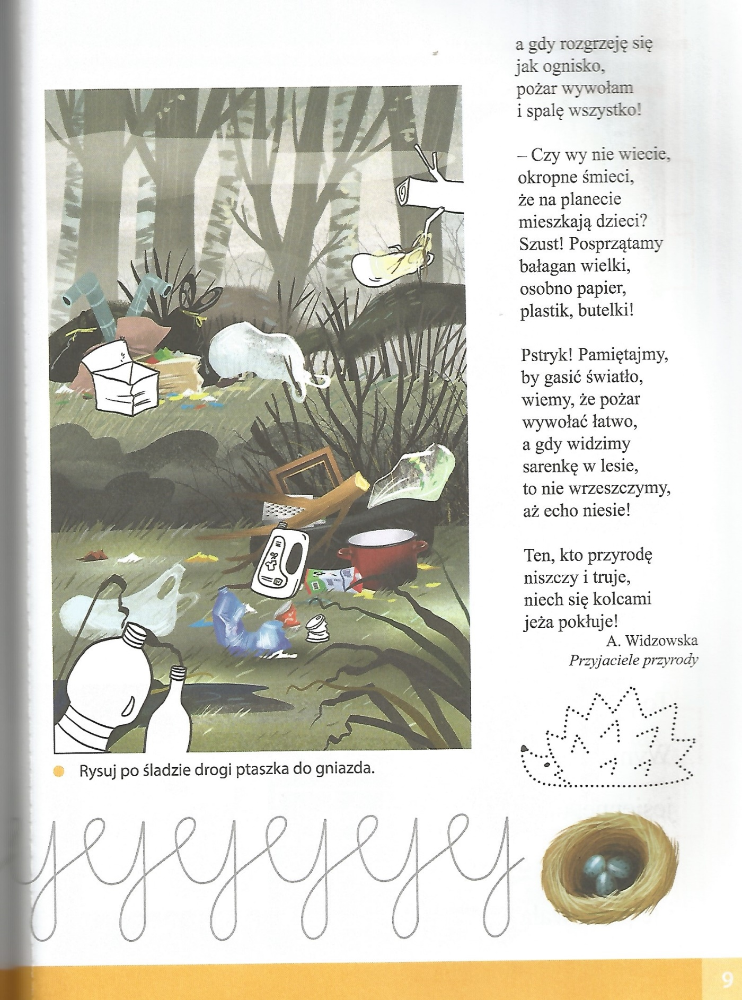 a gdy rozgrzeję się
jak ognisko,
pożar wywołam
i spalę wszystko!
– Czy wy nie wiecie,
okropne śmieci,
że na planecie
mieszkają dzieci?
Szust! Posprzątamy
bałagan wielki,
osobno papier,
plastik, butelki!
Pstryk! Pamiętajmy,
by gasić światło,
wiemy, że pożar
wywołać łatwo,
a gdy widzimy
sarenkę w lesie,
to nie wrzeszczymy,
aż echo niesie!
Ten, kto przyrodę
niszczy i truje,
niech się kolcami
jeża pokłuje!
A. Widzowska
Przyjaciele przyrody
Rysuj po śladzie drogi ptaszka do gniazda.
9